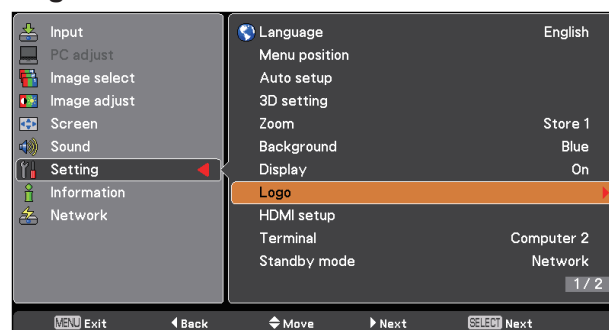 Input
PC adjust
Image select
Image adjust
Screen
Sound
Setting
Information
Network
Language English
Menu position
Auto setup
3D setting
Zoom Store 1
Background Blue
Display On
Logo
HDMI setup
Terminal Computer 2
Standby mode Network
1 / 2
MENU Exit Back Move Next SELECT Next